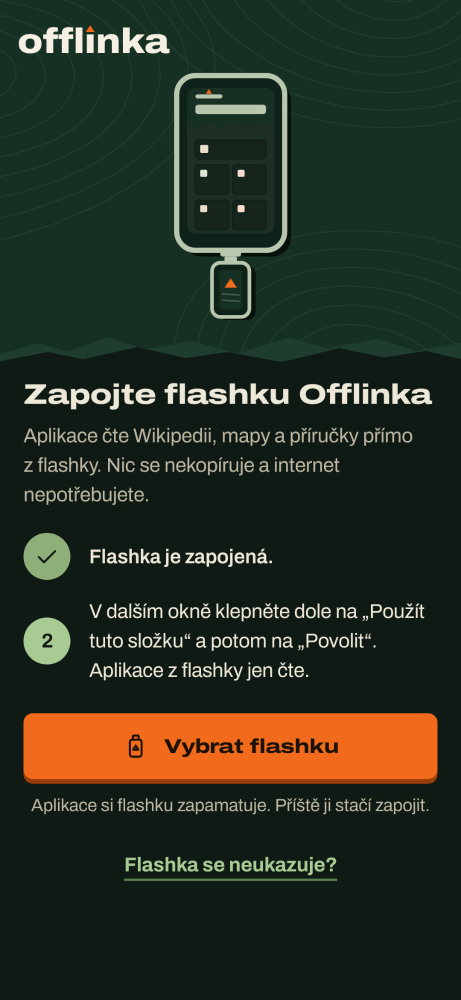 offlinka
Zapojte flashku Offlinka
Aplikace čte Wikipedii, mapy a příručky přímo
z flashky. Nic se nekopíruje a internet
nepotřebujete.
Flashka je zapojená.
2
V dalším okně klepněte dole na „Použít
tuto složku“ a potom na „Povolit“.
Aplikace z flashky jen čte.
Vybrat flashku
Aplikace si flashku zapamatuje. Příště ji stačí zapojit.
Flashka se neukazuje?